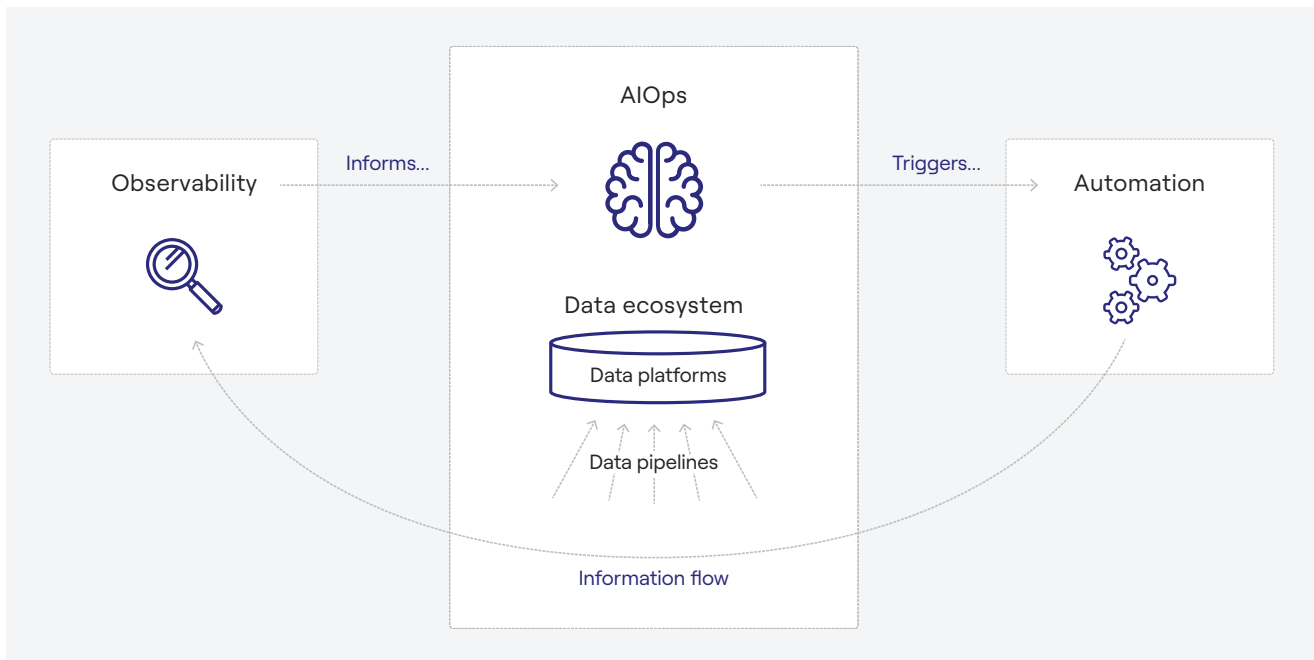 AIOps
Observability
Informs...
Triggers...
Automation
Data ecosystem
Data platforms
Data pipelines
Information flow